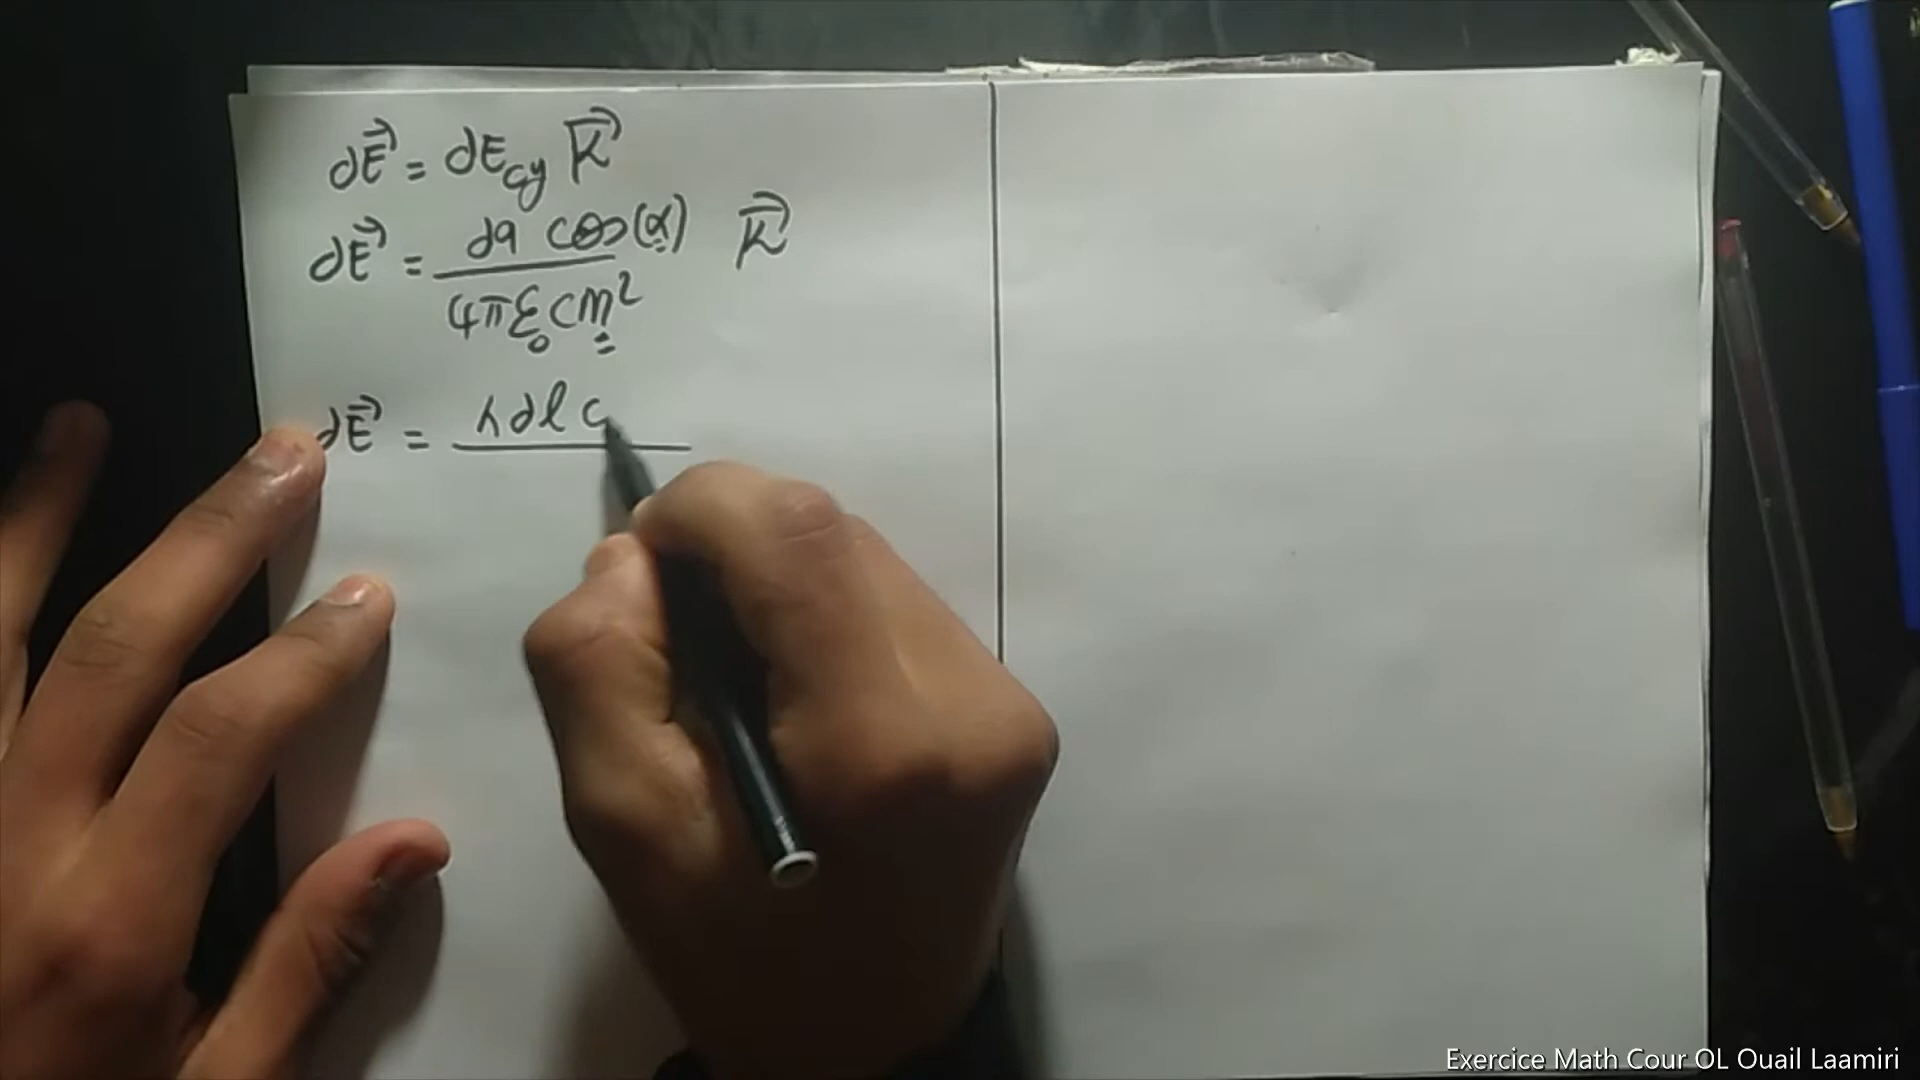 dE⃗ = dE_cy K⃗
dE⃗ = dq cos(α) / 4πε₀CM² K⃗
dE⃗ = λdl c
Exercice Math Cour OL Ouail Laamiri